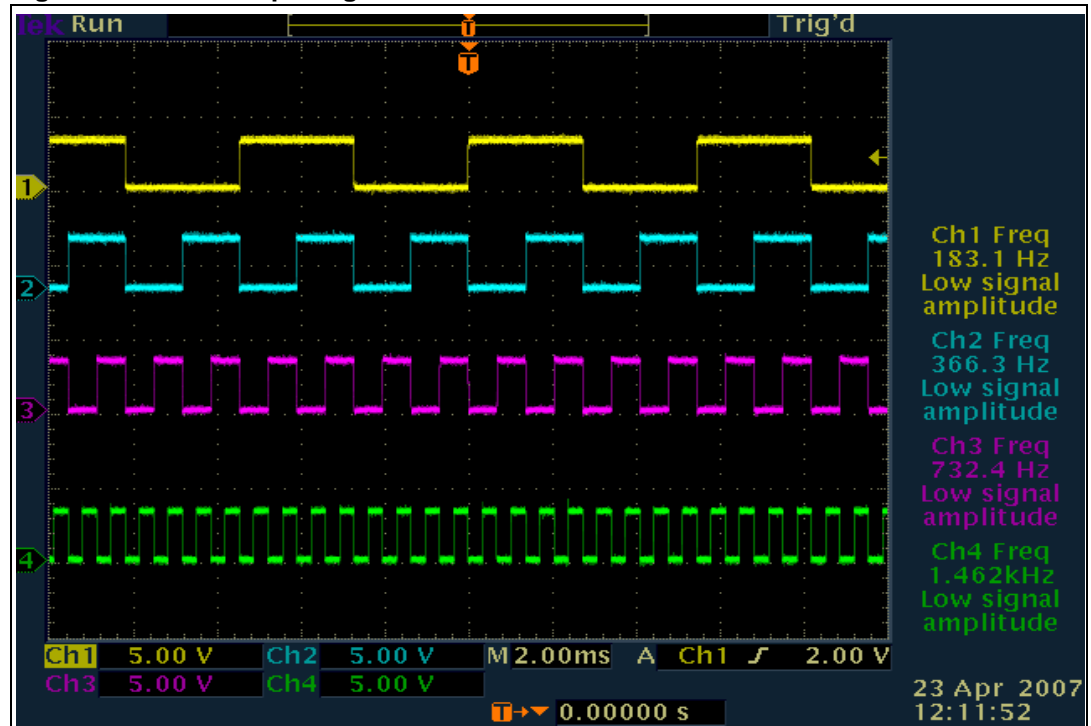 Tek Run Trig'd
T
T
1
2
3
4
Ch1 Freq
183.1 Hz
Low signal
amplitude
Ch2 Freq
366.3 Hz
Low signal
amplitude
Ch3 Freq
732.4 Hz
Low signal
amplitude
Ch4 Freq
1.462kHz
Low signal
amplitude
Ch1 5.00 V Ch2 5.00 V M 2.00ms A Ch1 2.00 V
Ch3 5.00 V Ch4 5.00 V
T 0.00000 s
23 Apr 2007
12:11:52